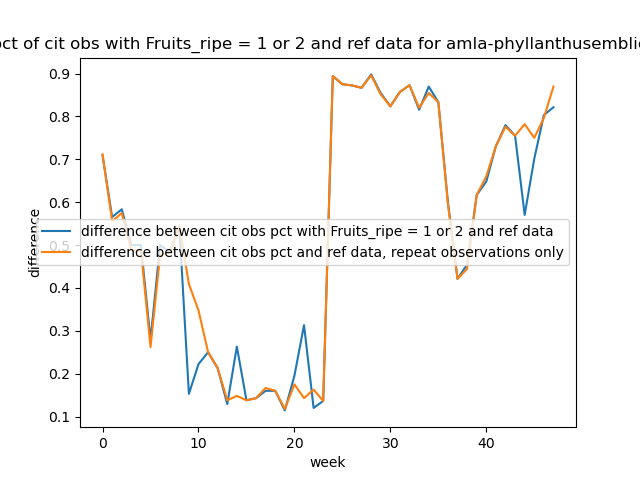 pct of cit obs with Fruits_ripe = 1 or 2 and ref data for
0.9
0.8
0.7
0.6
0.5
0.4
0.3
0.2
0.1
difference
difference between cit obs pct with Fruits_ripe = 1 or 2 and ref data
difference between cit obs pct and ref data, repeat observations only
0 10 20 30 40
week